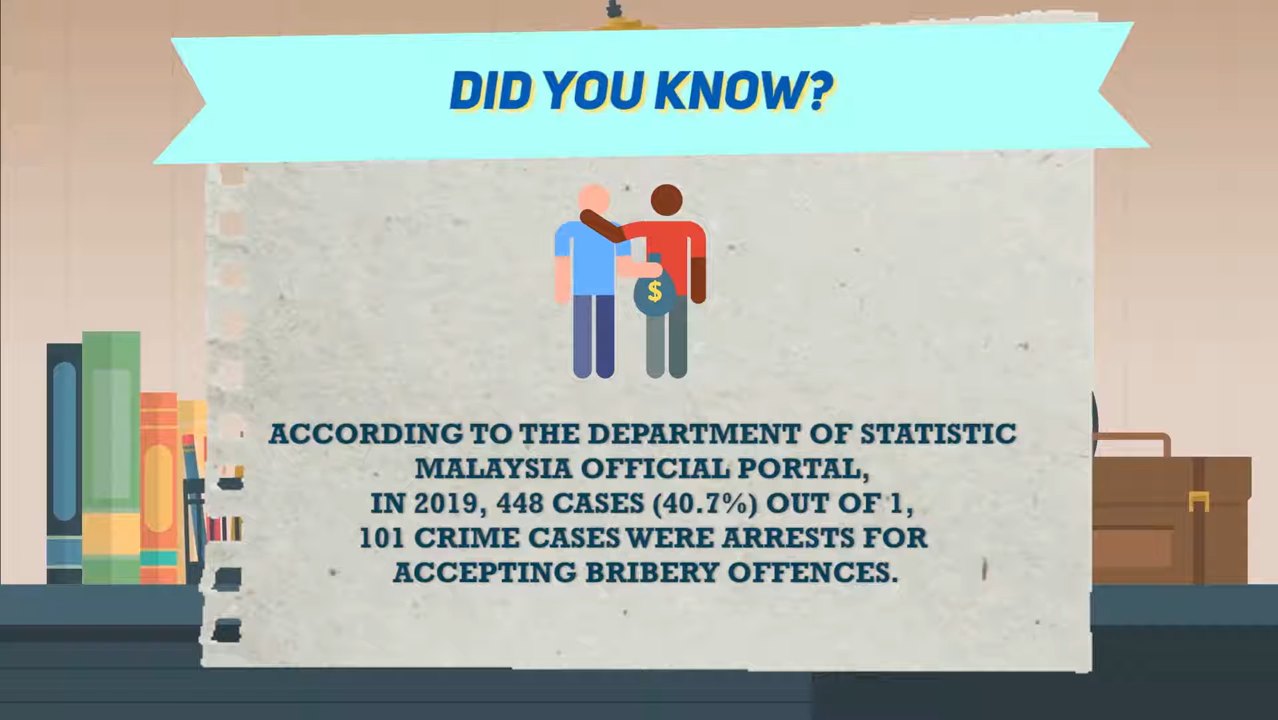 DID YOU KNOW?
$
ACCORDING TO THE DEPARTMENT OF STATISTIC
MALAYSIA OFFICIAL PORTAL,
IN 2019, 448 CASES (40.7%) OUT OF 1,
101 CRIME CASES WERE ARRESTS FOR
ACCEPTING BRIBERY OFFENCES.